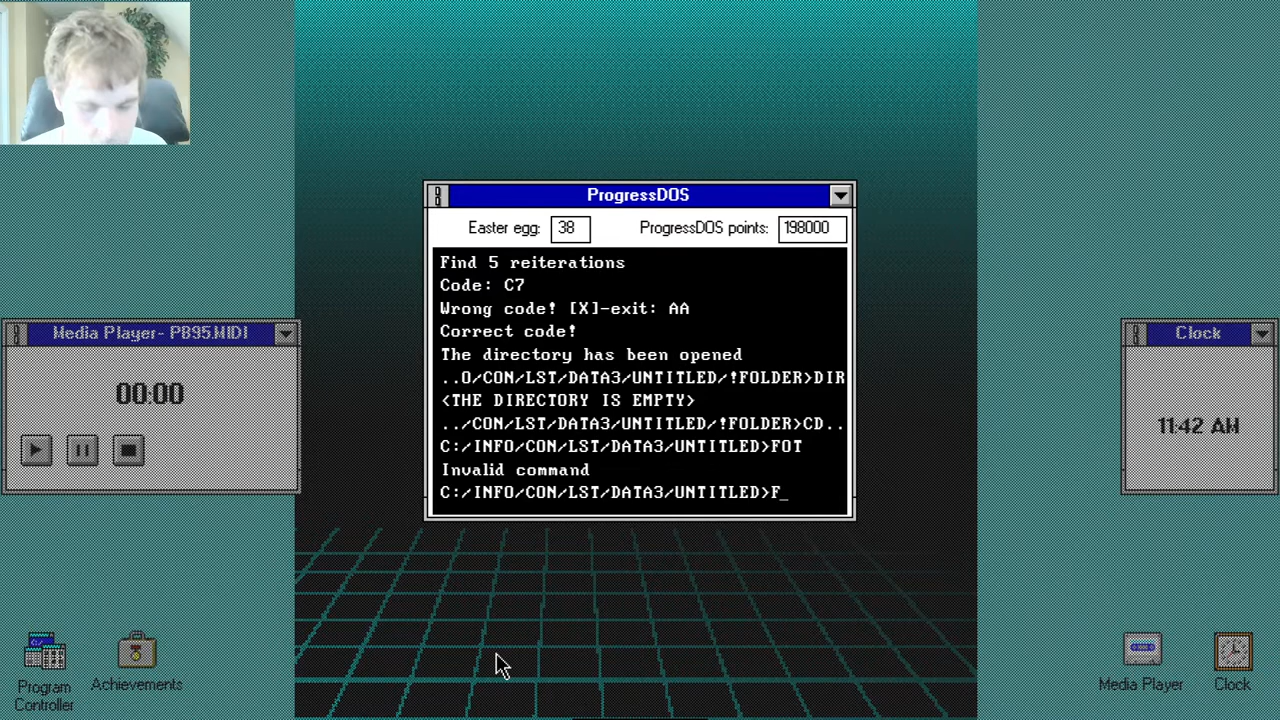 ProgressDOS
Easter egg: 38 ProgressDOS points: 198000
Find 5 reiterations
Code: C7
Wrong code! [X]-exit: AA
Correct code!
The directory has been opened
..O/CON/LST/DATA3/UNTITLED/!FOLDER>DIR
<THE DIRECTORY IS EMPTY>
../CON/LST/DATA3/UNTITLED/!FOLDER>CD..
C:/INFO/CON/LST/DATA3/UNTITLED>FOT
Invalid command
C:/INFO/CON/LST/DATA3/UNTITLED>F_
Media Player- PB95.MIDI
00:00
Clock
11:42 AM
Program
Controller
Achievements
Media Player
Clock